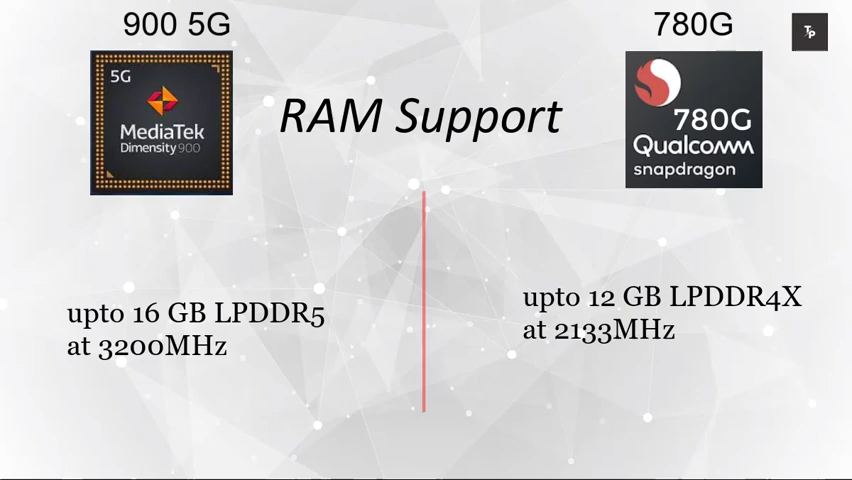 900 5G
780G
TP
5G
MediaTek
Dimensity 900
RAM Support
780G
Qualcomm
snapdragon
upto 16 GB LPDDR5
at 3200MHz
upto 12 GB LPDDR4X
at 2133MHz